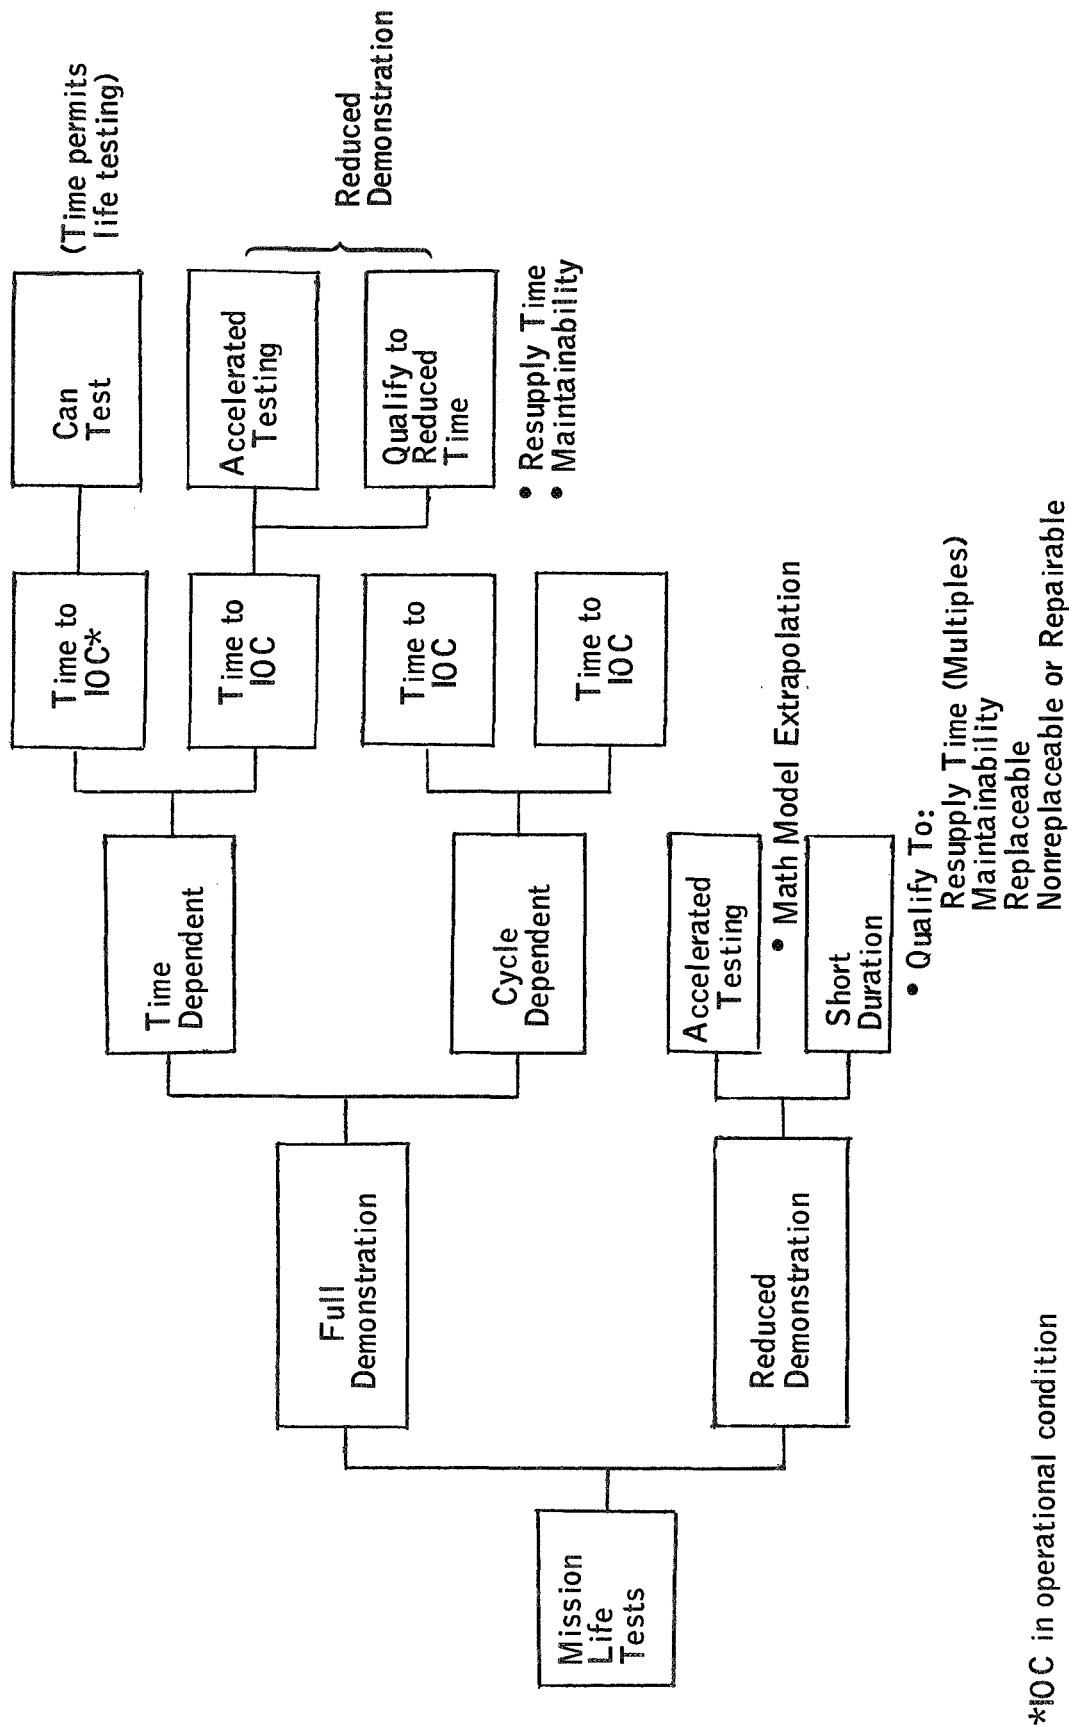 Mission
Life
Tests
Full
Demonstration
Reduced
Demonstration
Time
Dependent
Cycle
Dependent
Accelerated
Testing
• Math Model Extrapolation
Short
Duration
• Qualify To:
Resupply Time (Multiples)
Maintainability
Replaceable
Nonreplaceable or Repairable
Time to
IOC*
Time to
IOC
Time to
IOC
Time to
IOC
Can
Test
(Time permits
life testing)
Accelerated
Testing
Qualify to
Reduced
Time
Reduced
Demonstration
• Resupply Time
• Maintainability
*IOC in operational condition